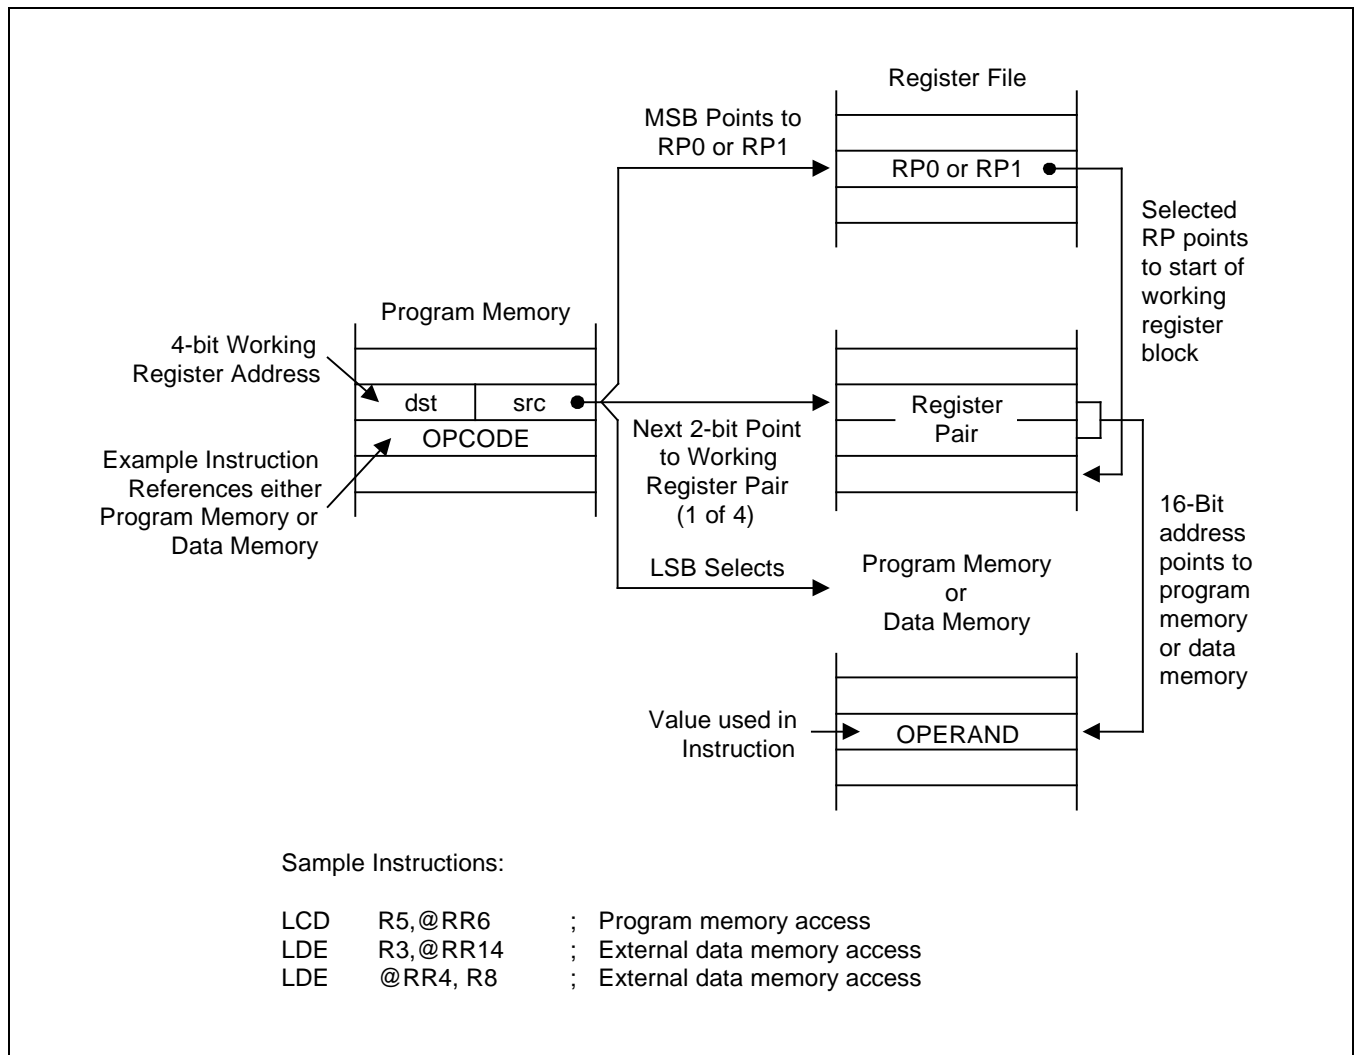 Register File
MSB Points to
RP0 or RP1
RP0 or RP1
Selected
RP points
to start of
working
register
block
Program Memory
4-bit Working
Register Address
dst src
OPCODE
Example Instruction
References either
Program Memory or
Data Memory
Next 2-bit Point
to Working
Register Pair
(1 of 4)
Register
Pair
LSB Selects
Program Memory
or
Data Memory
16-Bit
address
points to
program
memory
or data
memory
Value used in
Instruction
OPERAND
Sample Instructions:
LCD R5,@RR6 ; Program memory access
LDE R3,@RR14 ; External data memory access
LDE @RR4, R8 ; External data memory access